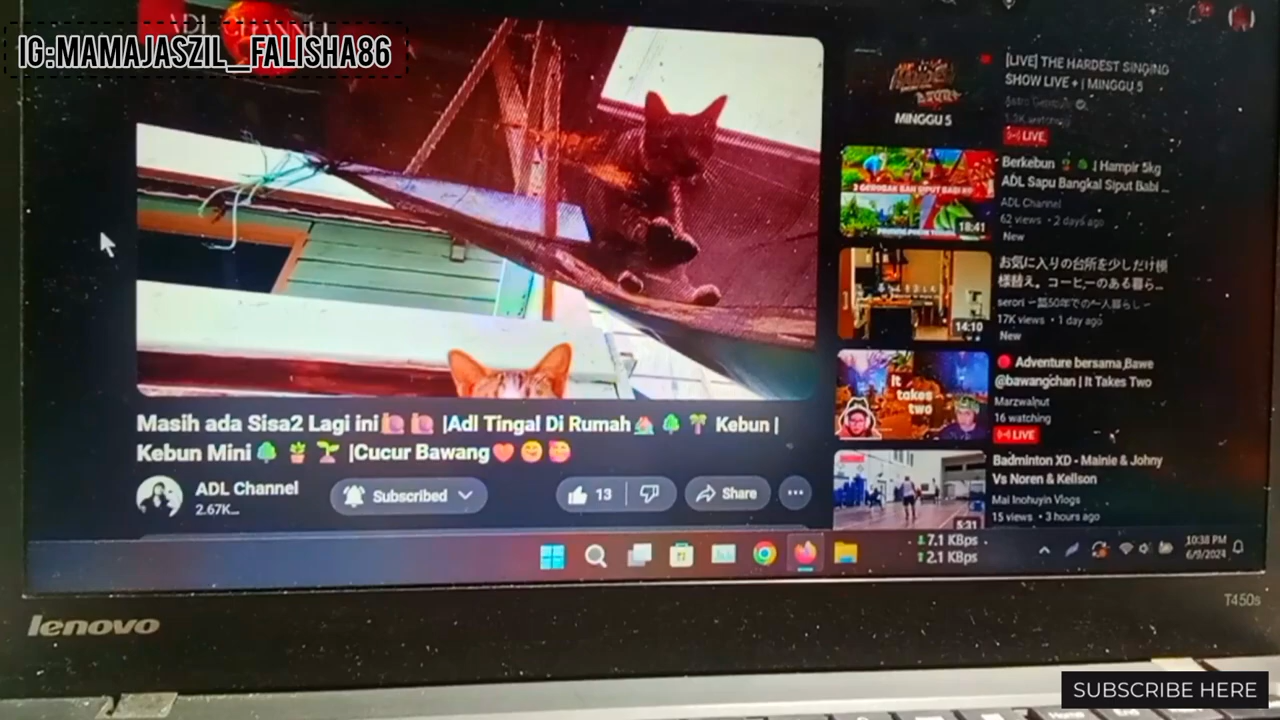 IG:MAMAJASZIL_FALISHA86
[LIVE] THE HARDEST SINGING
SHOW LIVE + | MINGGU 5
MINGGU 5
LIVE
Berkebun 🌷 🌳 | Hampir 5kg
ADL Sapu Bangkai Siput Babi ...
ADL Channel
62 views • 2 days ago
New
18:41
お気に入りの台所を少しだけ模
様替え。コーヒーのある暮ら...
17K views • 1 day ago
New
14:10
🔴 Adventure bersama Bawe
@bawangchan | It Takes Two
Marzwalnut
16 watching
LIVE
It
takes
two
Badminton XD - Mainie & Johny
Vs Noren & Kellson
Mai Inohuyin Vlogs
15 views • 3 hours ago
5:31
Masih ada Sisa2 Lagi ini🐌 🐌 |Adl Tingal Di Rumah🏡 🌳 🌴 Kebun |
Kebun Mini🌳 🪴 🌱 |Cucur Bawang❤️ 😊 🥰
ADL Channel
2.67K...
Subscribed
13
Share
7.1 KBps
2.1 KBps
10:38 PM
6/9/2024
lenovo
T450s
SUBSCRIBE HERE